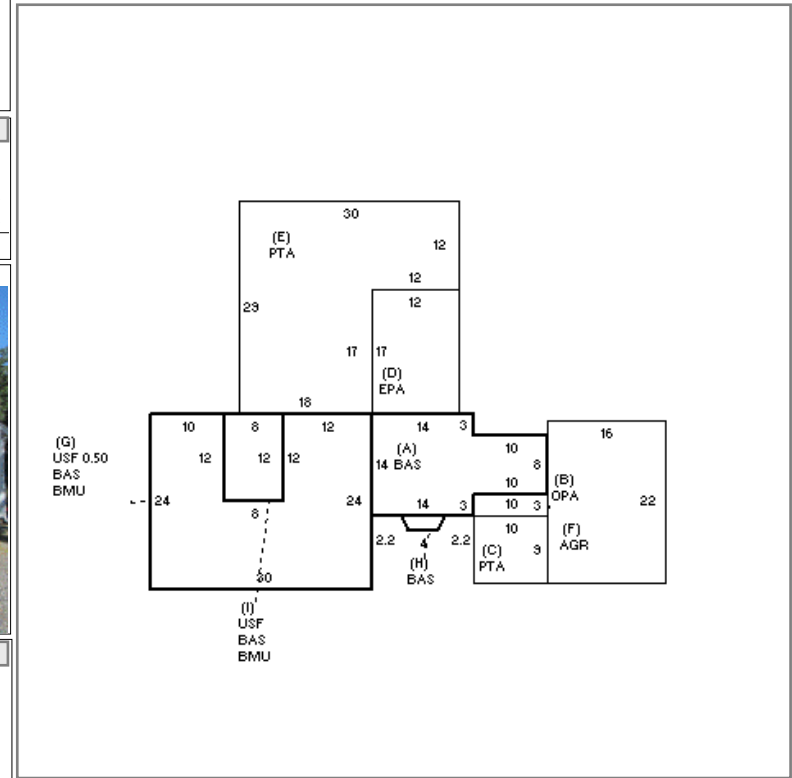 30
(E)
PTA
12
12
12
29
17
17
(D)
EPA
18
10
8
12
14
3
16
(G)
USF 0.50
BAS
BMU
12
12
12
(A)
14 BAS
10
8
10
(B)
OPA
24
24
8
14
3
10
3
22
2.2
4
2.2
(H)
BAS
(C)
PTA
10
9
(F)
AGR
30
(I)
USF
BAS
BMU